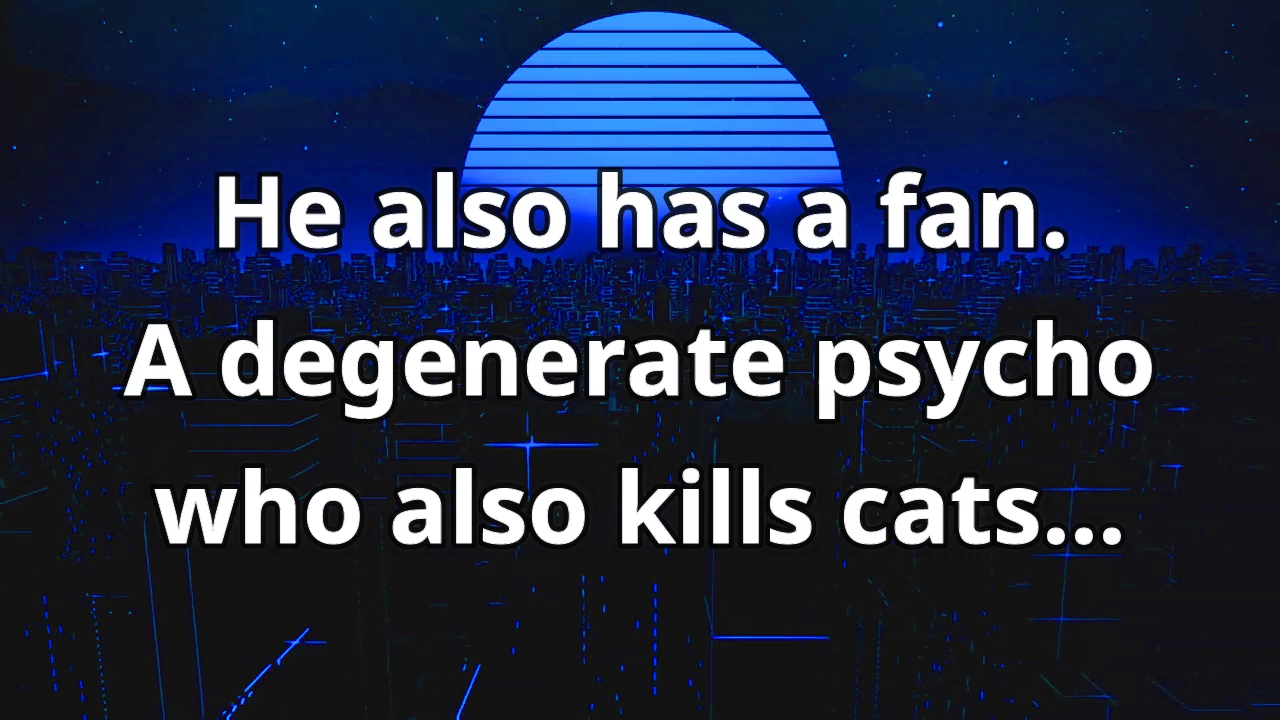 He also has a fan.
A degenerate psycho
who also kills cats...